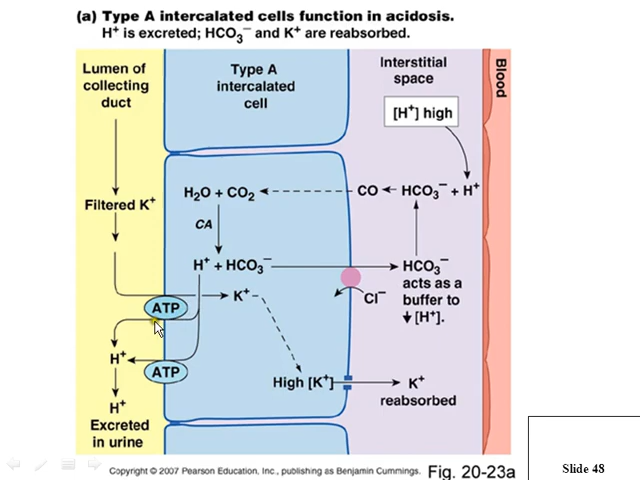 (a) Type A intercalated cells function in acidosis.
H⁺ is excreted; HCO₃⁻ and K⁺ are reabsorbed.
Lumen of
collecting
duct
Type A
intercalated
cell
Interstitial
space
Blood
[H⁺] high
H₂O + CO₂
CO
HCO₃⁻ + H⁺
Filtered K⁺
CA
H⁺ + HCO₃⁻
HCO₃⁻
acts as a
buffer to
↓ [H⁺].
K⁺
Cl⁻
ATP
H⁺
ATP
High [K⁺]
K⁺
reabsorbed
H⁺
Excreted
in urine
Copyright © 2007 Pearson Education, Inc., publishing as Benjamin Cummings.
Fig. 20-23a
Slide 48